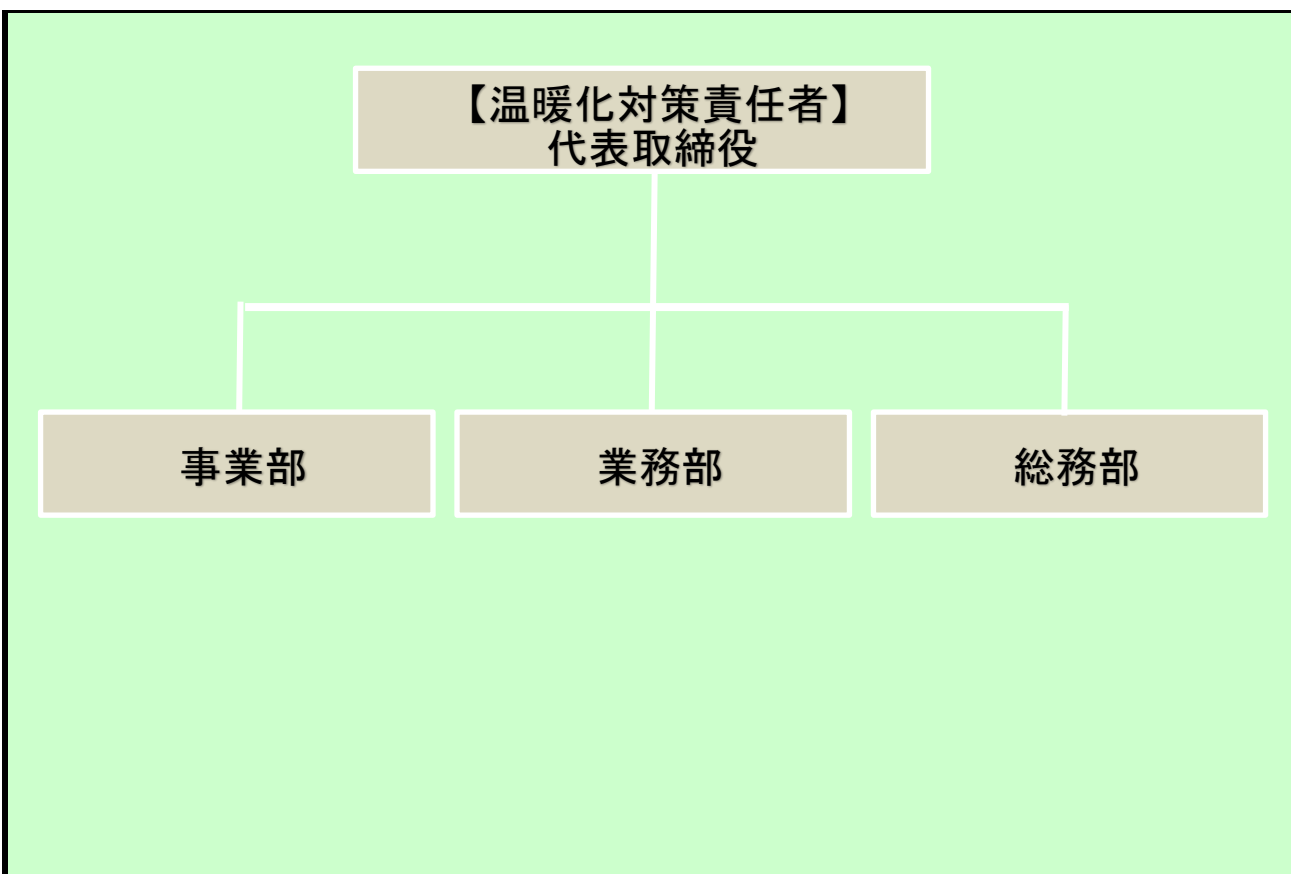 【温暖化対策責任者】
代表取締役
事業部
業務部
総務部